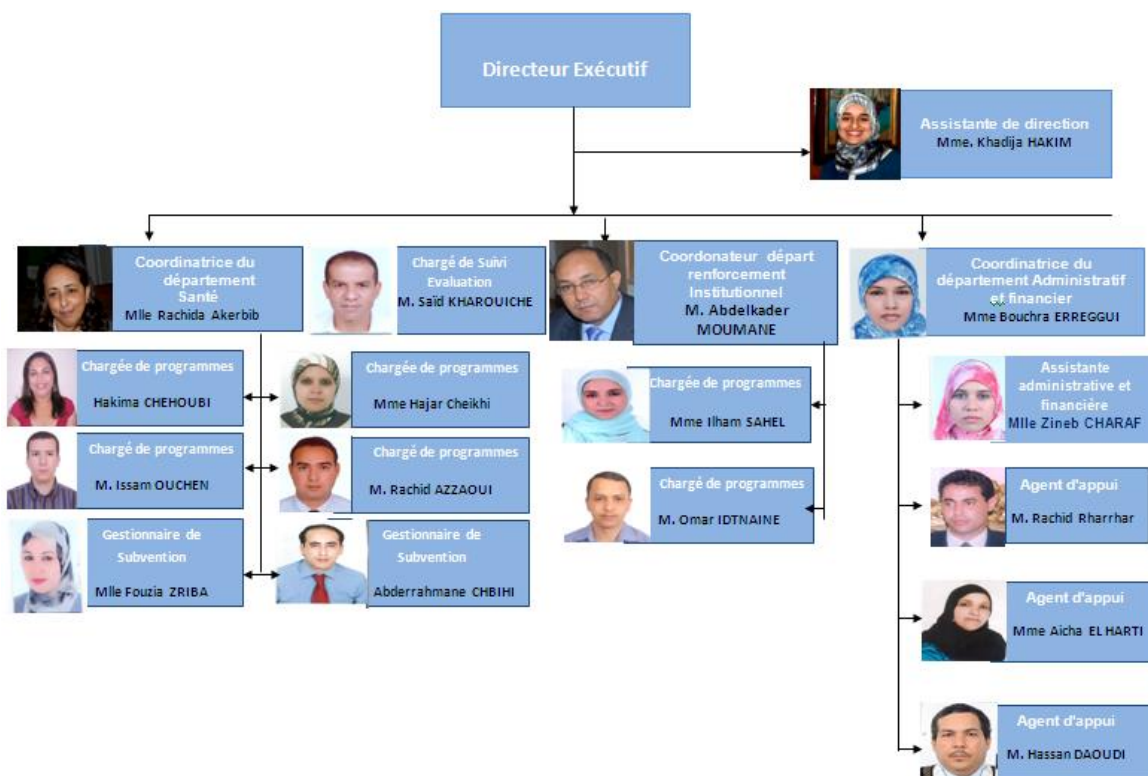 Directeur Exécutif
Assistante de direction
Mme. Khadija HAKIM
Coordinatrice du
département
Santé
Mlle Rachida Akerbib
Chargé de Suivi
Evaluation
M. Saïd KHAROUICHE
Coordonateur départ
renforcement
Institutionnel
M. Abdelkader
MOUMANE
Coordinatrice du
département Administratif
et financier
Mme Bouchra ERREGGUI
Chargée de programmes
Hakima CHEHOUBI
Chargée de programmes
Mme Hajar Cheikhi
Chargée de programmes
Mme Ilham SAHEL
Assistante
administrative et
financière
Mlle Zineb CHARAF
Chargé de programmes
M. Issam OUCHEN
Chargé de programmes
M. Rachid AZZAOUI
Chargé de programmes
M. Omar IDTNAINE
Agent d'appui
M. Rachid Rharrhar
Gestionnaire de
Subvention
Mlle Fouzia ZRIBA
Gestionnaire de
Subvention
Abderrahmane CHBIHI
Agent d'appui
Mme Aicha EL HARTI
Agent d'appui
M. Hassan DAOUDI